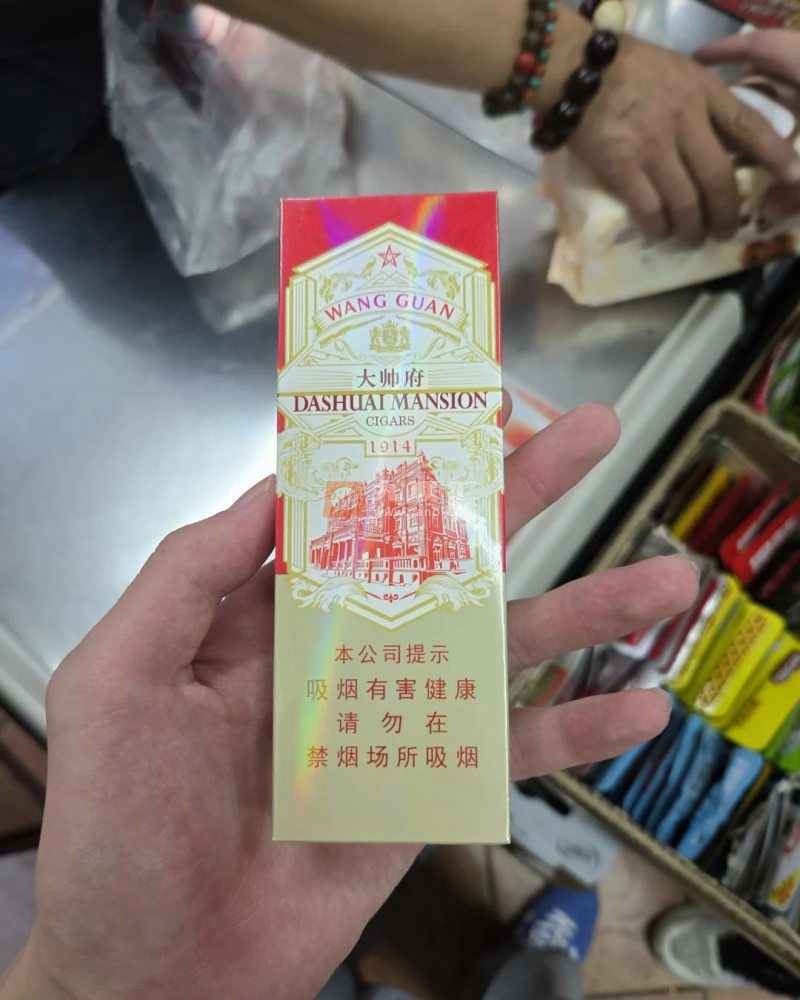 WANG GUAN
大帅府
DASHUAI MANSION
CIGARS
1914
本公司提示
吸烟有害健康
请勿在
禁烟场所吸烟